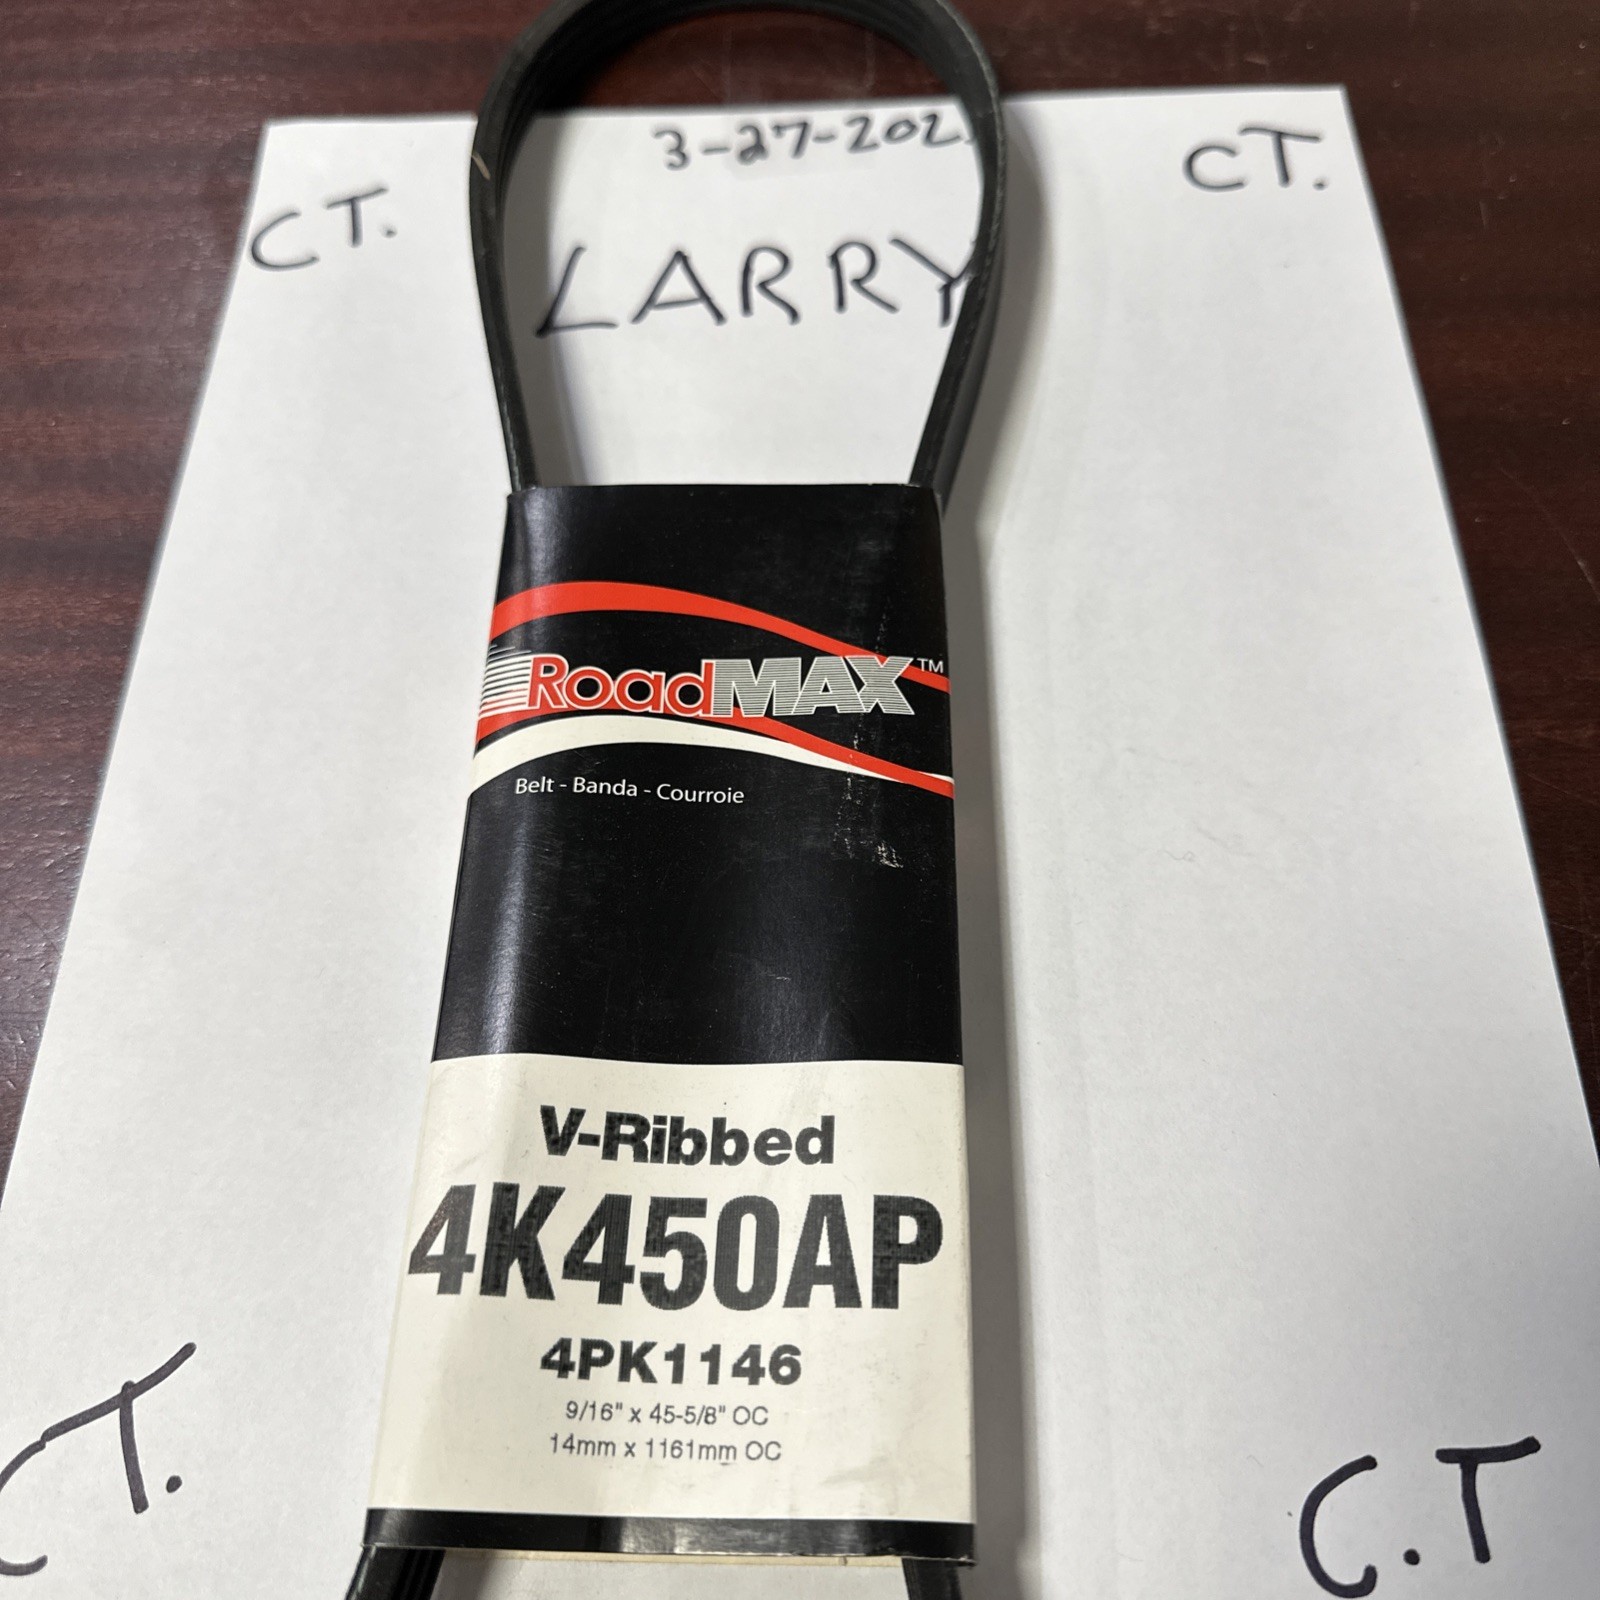 3-27-202
CT.
CT.
LARRY
RoadMAX™
Belt - Banda - Courroie
V-Ribbed
4K450AP
4PK1146
9/16" x 45-5/8" OC
14mm x 1161mm OC
CT.
C.T